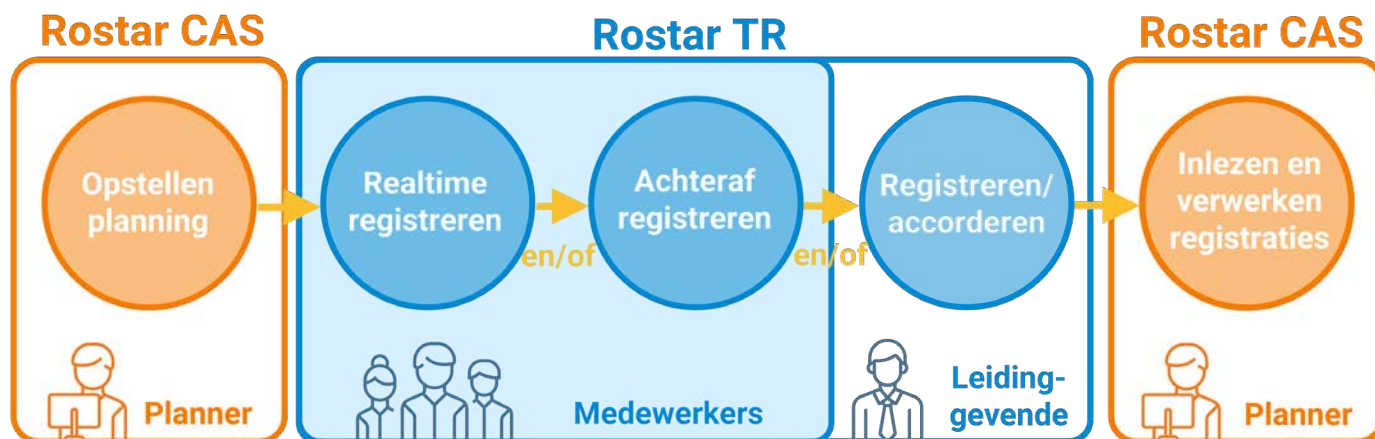 Rostar CAS
Rostar TR
Rostar CAS
Opstellen
planning
Realtime
registreren
en/of
Achteraf
registreren
en/of
Registreren/
accorderen
Inlezen en
verwerken
registraties
Planner
Medewerkers
Leiding-
gevende
Planner